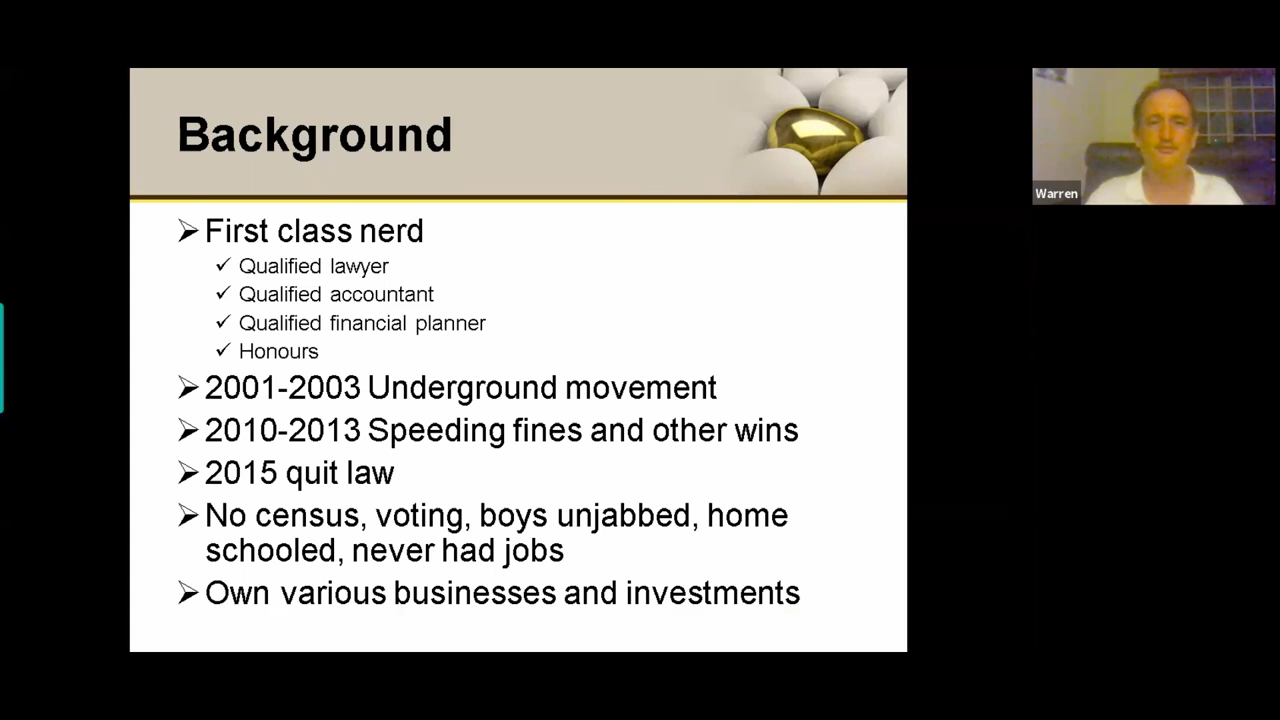 Background
First class nerd
Qualified lawyer
Qualified accountant
Qualified financial planner
Honours
2001-2003 Underground movement
2010-2013 Speeding fines and other wins
2015 quit law
No census, voting, boys unjabbed, home
schooled, never had jobs
Own various businesses and investments
Warren